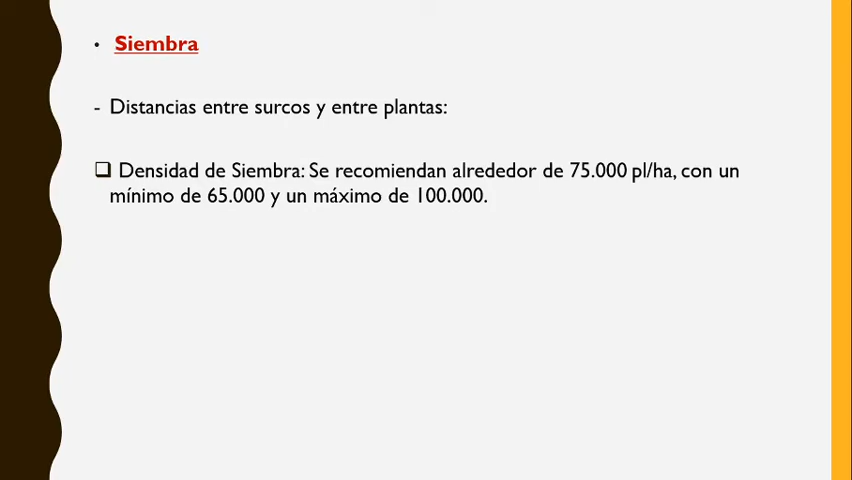 • Siembra
- Distancias entre surcos y entre plantas:
❑ Densidad de Siembra: Se recomiendan alrededor de 75.000 pl/ha, con un
mínimo de 65.000 y un máximo de 100.000.